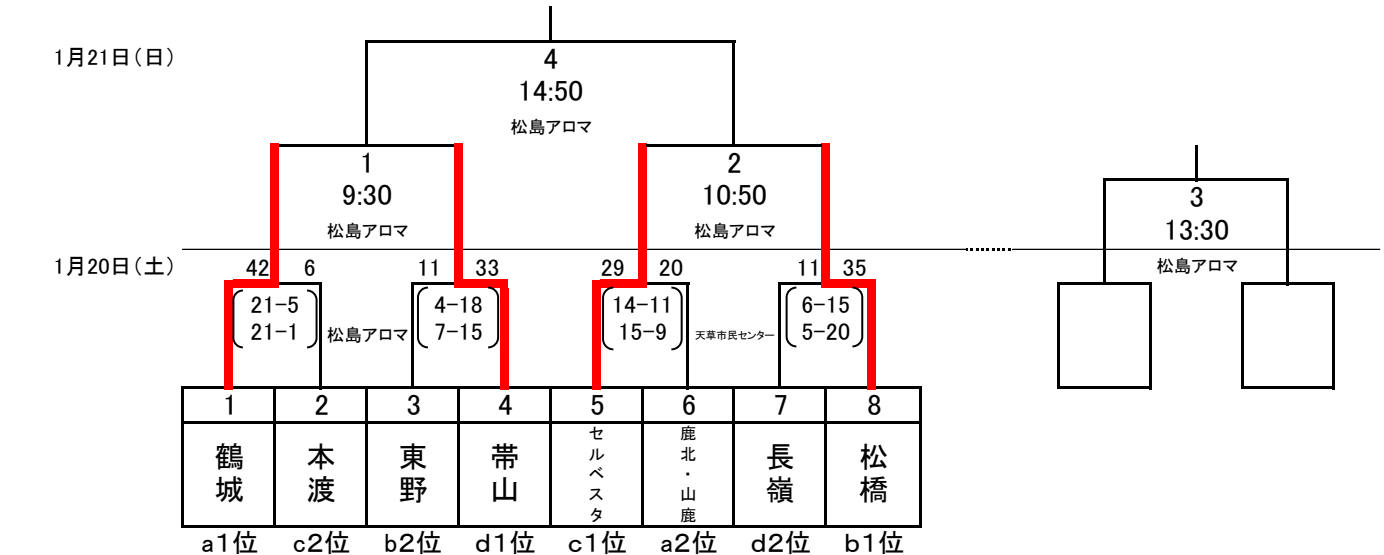 1月21日(日)
4
14:50
松島アロマ
1
9:30
松島アロマ
2
10:50
松島アロマ
3
13:30
松島アロマ
1月20日(土)
42 6 11 33 29 20 11 35
21-5
21-1
松島アロマ
4-18
7-15
14-11
15-9
天草市民センター
6-15
5-20
1 2 3 4 5 6 7 8
鶴城
本渡
東野
帯山
セルベスタ
鹿北・山鹿
長嶺
松橋
a1位 c2位 b2位 d1位 c1位 a2位 d2位 b1位